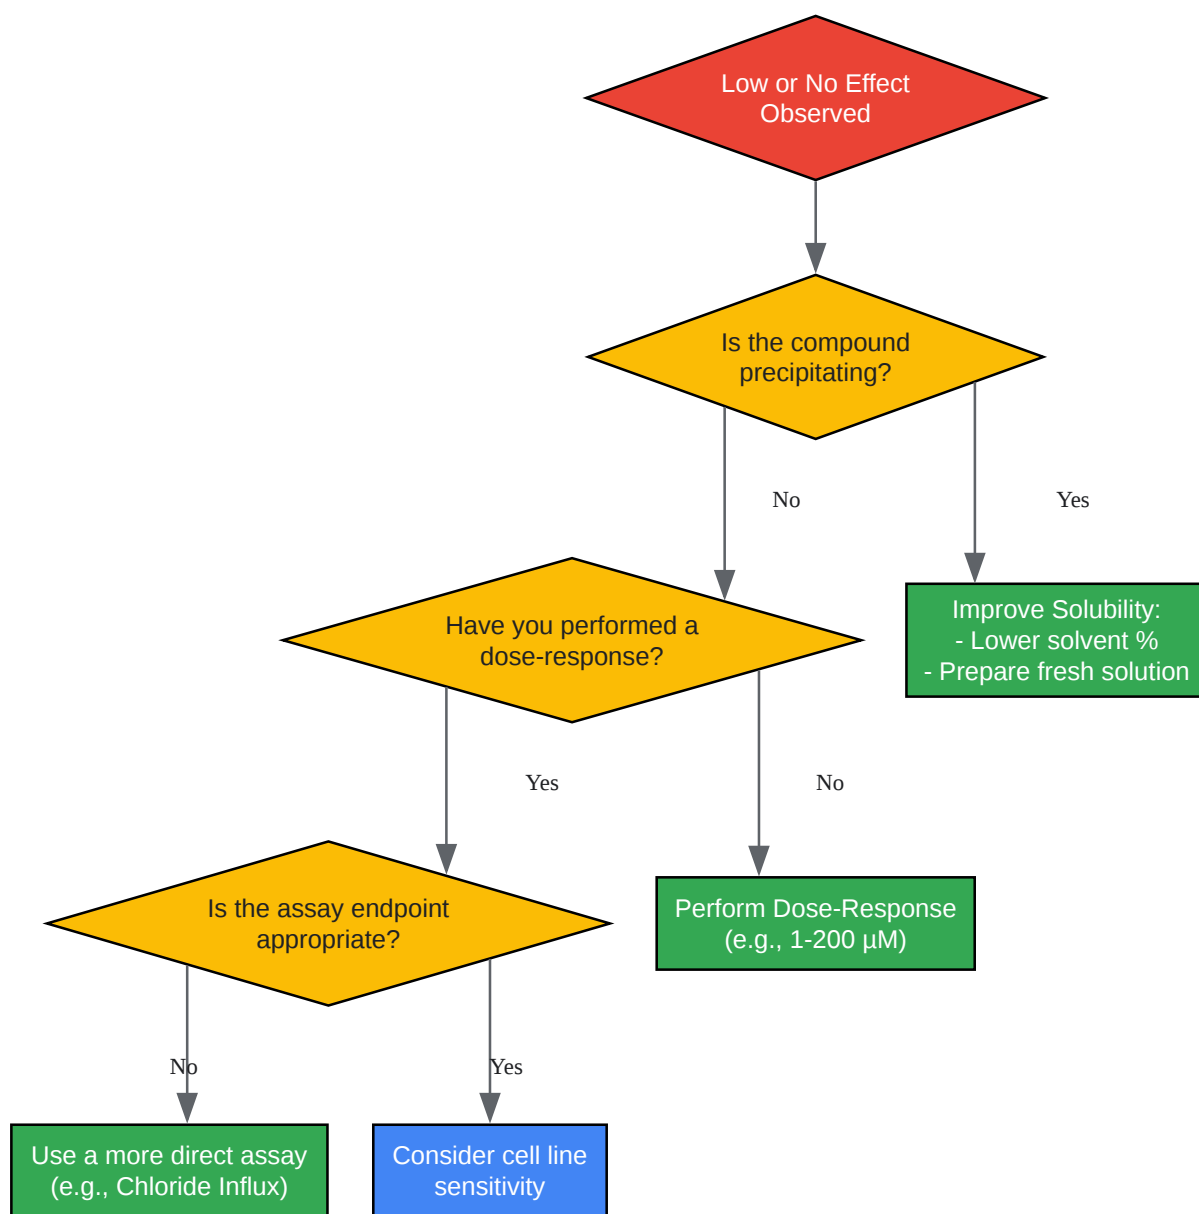 Low or No Effect
Observed
Is the compound
precipitating?
No
Yes
Have you performed a
dose-response?
Improve Solubility:
- Lower solvent %
- Prepare fresh solution
Yes
No
Is the assay endpoint
appropriate?
Perform Dose-Response
(e.g., 1-200 µM)
No
Yes
Use a more direct assay
(e.g., Chloride Influx)
Consider cell line
sensitivity